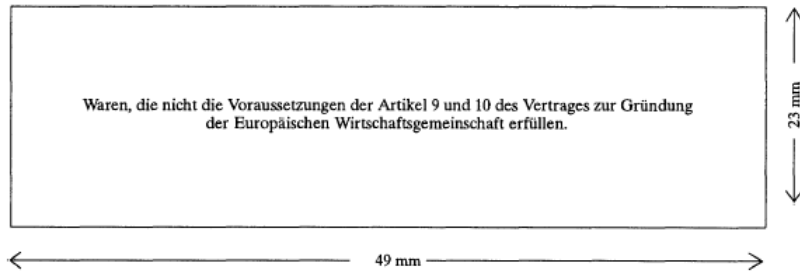 Waren, die nicht die Voraussetzungen der Artikel 9 und 10 des Vertrages zur Gründung
der Europäischen Wirtschaftsgemeinschaft erfüllen.
23 mm
49 mm